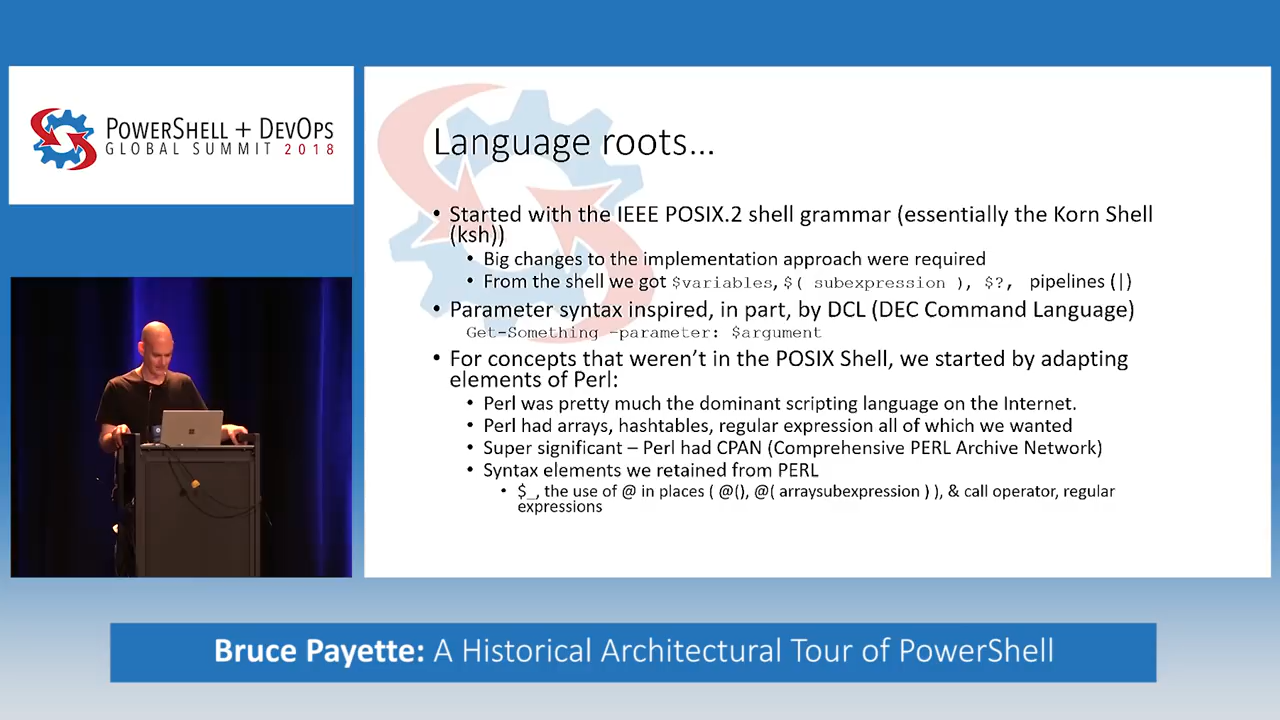 POWERSHELL + DEVOPS
GLOBAL SUMMIT 2018
Language roots...
• Started with the IEEE POSIX.2 shell grammar (essentially the Korn Shell
(ksh))
• Big changes to the implementation approach were required
• From the shell we got $variables, $( subexpression ), $?, pipelines (|)
• Parameter syntax inspired, in part, by DCL (DEC Command Language)
Get-Something –parameter: $argument
• For concepts that weren't in the POSIX Shell, we started by adapting
elements of Perl:
• Perl was pretty much the dominant scripting language on the Internet.
• Perl had arrays, hashtables, regular expression all of which we wanted
• Super significant – Perl had CPAN (Comprehensive PERL Archive Network)
• Syntax elements we retained from PERL
• $_, the use of @ in places ( @(), @( arraysubexpression ) ), & call operator, regular
expressions
Bruce Payette: A Historical Architectural Tour of PowerShell